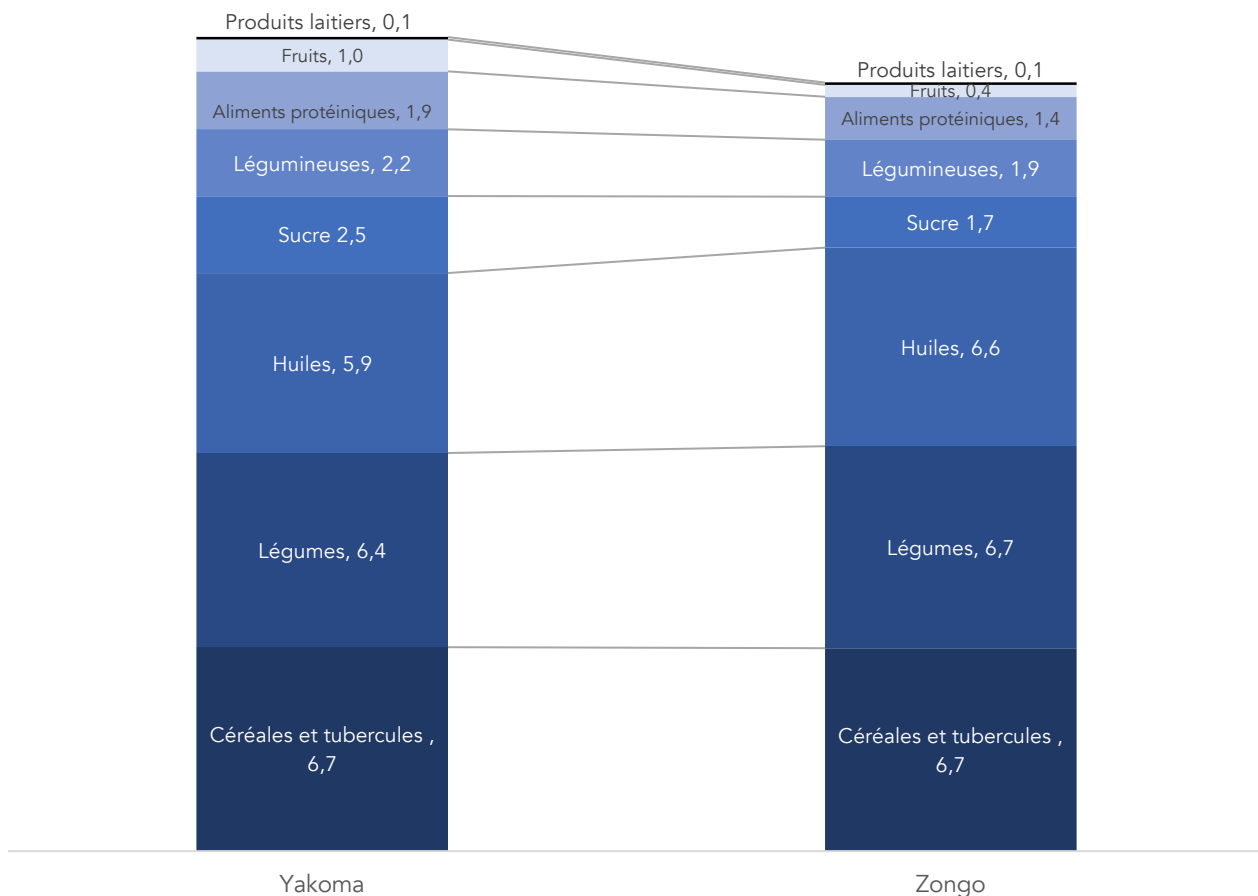 Produits laitiers, 0,1
Fruits, 1,0
Aliments protéiniques, 1,9
Légumineuses, 2,2
Sucre 2,5
Huiles, 5,9
Légumes, 6,4
Céréales et tubercules ,
6,7
Yakoma
Produits laitiers, 0,1
Fruits, 0,4
Aliments protéiniques, 1,4
Légumineuses, 1,9
Sucre 1,7
Huiles, 6,6
Légumes, 6,7
Céréales et tubercules ,
6,7
Zongo